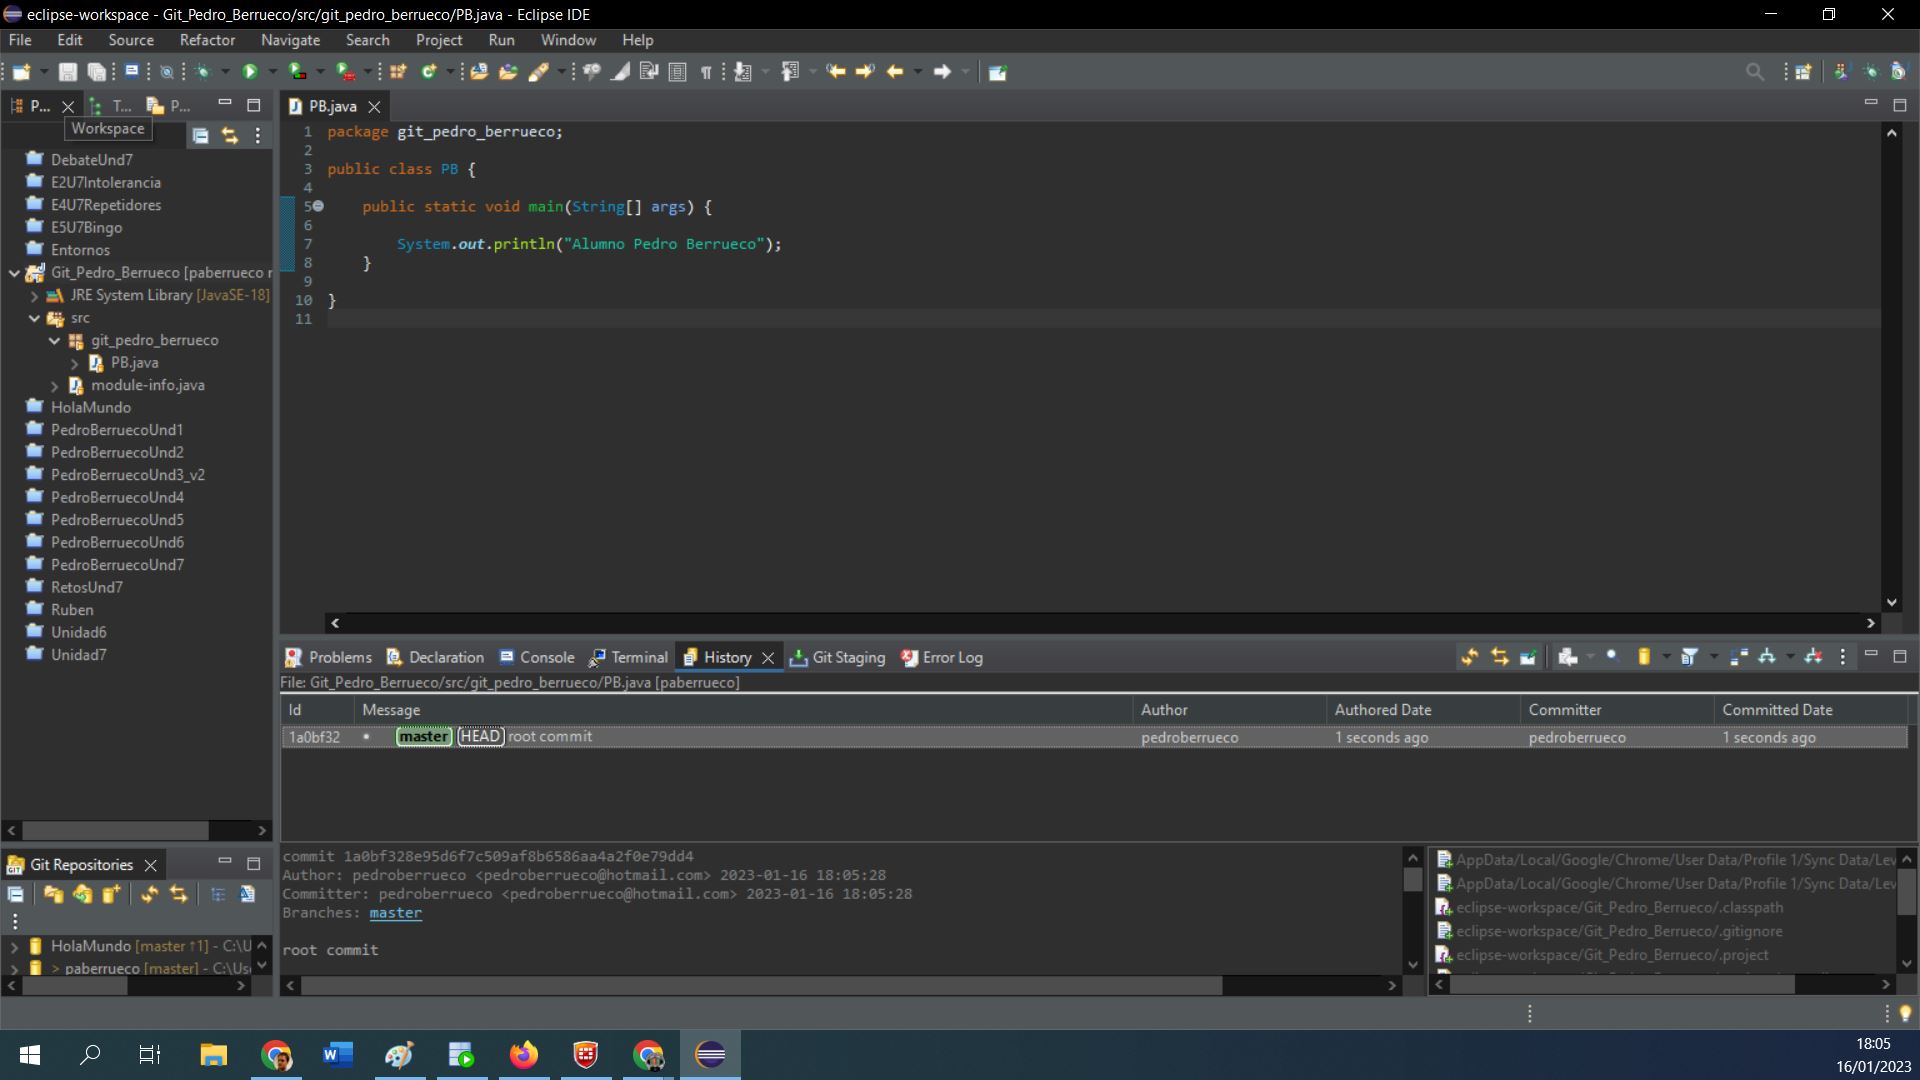 eclipse-workspace - Git_Pedro_Berrueco/src/git_pedro_berrueco/PB.java - Eclipse IDE
File Edit Source Refactor Navigate Search Project Run Window Help
P... T... P...
Workspace
DebateUnd7
E2U7Intolerancia
E4U7Repetidores
E5U7Bingo
Entornos
Git_Pedro_Berrueco [paberrueco
JRE System Library [JavaSE-18]
src
git_pedro_berrueco
PB.java
module-info.java
HolaMundo
PedroBerruecoUnd1
PedroBerruecoUnd2
PedroBerruecoUnd3_v2
PedroBerruecoUnd4
PedroBerruecoUnd5
PedroBerruecoUnd6
PedroBerruecoUnd7
RetosUnd7
Ruben
Unidad6
Unidad7
PB.java
1 package git_pedro_berrueco;
2
3 public class PB {
4
5 public static void main(String[] args) {
6
7 System.out.println("Alumno Pedro Berrueco");
8 }
9
10 }
11
Problems Declaration Console Terminal History Git Staging Error Log
File: Git_Pedro_Berrueco/src/git_pedro_berrueco/PB.java [paberrueco]
Id Message Author Authored Date Committer Committed Date
1a0bf32 master HEAD root commit pedroberrueco 1 seconds ago pedroberrueco 1 seconds ago
Git Repositories
HolaMundo [master ↑1] - C:\U
> paberrueco [master] - C:\Us
commit 1a0bf328e95d6f7c509af8b6586aa4a2f0e79dd4
Author: pedroberrueco <pedroberrueco@hotmail.com> 2023-01-16 18:05:28
Committer: pedroberrueco <pedroberrueco@hotmail.com> 2023-01-16 18:05:28
Branches: master
root commit
AppData/Local/Google/Chrome/User Data/Profile 1/Sync Data/Lev
AppData/Local/Google/Chrome/User Data/Profile 1/Sync Data/Lev
eclipse-workspace/Git_Pedro_Berrueco/.classpath
eclipse-workspace/Git_Pedro_Berrueco/.gitignore
eclipse-workspace/Git_Pedro_Berrueco/.project
18:05
16/01/2023